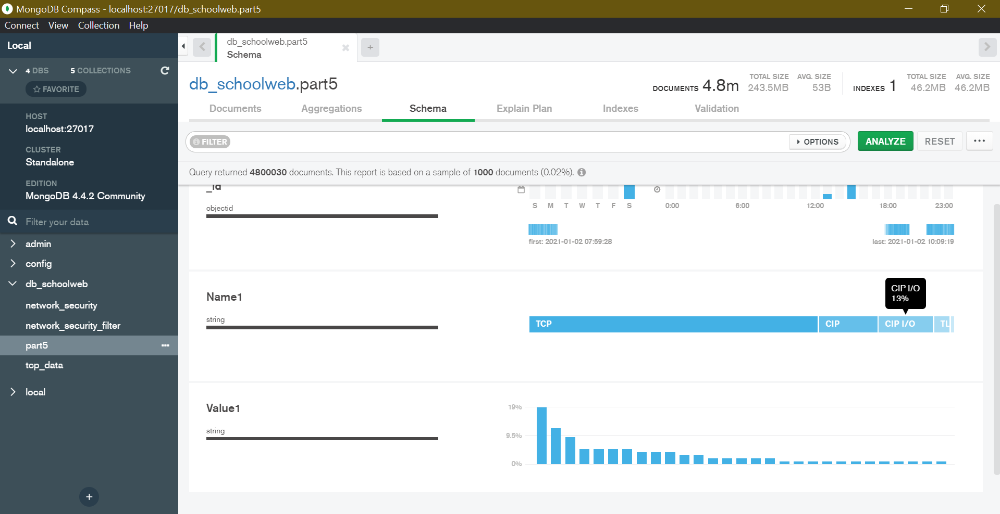 MongoDB Compass - localhost:27017/db_schoolweb.part5
Connect View Collection Help
Local
4 DBS 5 COLLECTIONS
FAVORITE
HOST
localhost:27017
CLUSTER
Standalone
EDITION
MongoDB 4.4.2 Community
Filter your data
admin
config
db_schoolweb
network_security
network_security_filter
part5
tcp_data
local
+
db_schoolweb.part5
Schema
+
db_schoolweb.part5
DOCUMENTS 4.8m
TOTAL SIZE
243.5MB
AVG. SIZE
53B
INDEXES 1
TOTAL SIZE
46.2MB
AVG. SIZE
46.2MB
Documents Aggregations Schema Explain Plan Indexes Validation
FILTER
OPTIONS
ANALYZE
RESET
...
Query returned 4800030 documents. This report is based on a sample of 1000 documents (0.02%).
_id
objectid
S M T W T F S
0:00 6:00 12:00 18:00 23:00
first: 2021-01-02 07:59:28
last: 2021-01-02 10:09:19
Name1
string
CIP I/O
13%
TCP CIP CIP I/O TL
Value1
string
19%
9.5%
0%